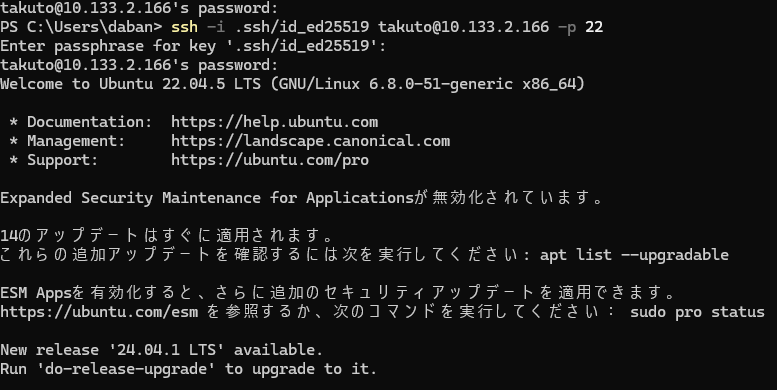 takuto@10.133.2.166's password:
PS C:\Users\daban> ssh -i .ssh/id_ed25519 takuto@10.133.2.166 -p 22
Enter passphrase for key '.ssh/id_ed25519':
takuto@10.133.2.166's password:
Welcome to Ubuntu 22.04.5 LTS (GNU/Linux 6.8.0-51-generic x86_64)
* Documentation:  https://help.ubuntu.com
* Management:     https://landscape.canonical.com
* Support:        https://ubuntu.com/pro
Expanded Security Maintenance for Applicationsが無効化されています。
14のアップデートはすぐに適用されます。
これらの追加アップデートを確認するには次を実行してください: apt list --upgradable
ESM Appsを有効化すると、さらに追加のセキュリティアップデートを適用できます。
https://ubuntu.com/esm を参照するか、次のコマンドを実行してください: sudo pro status
New release '24.04.1 LTS' available.
Run 'do-release-upgrade' to upgrade to it.